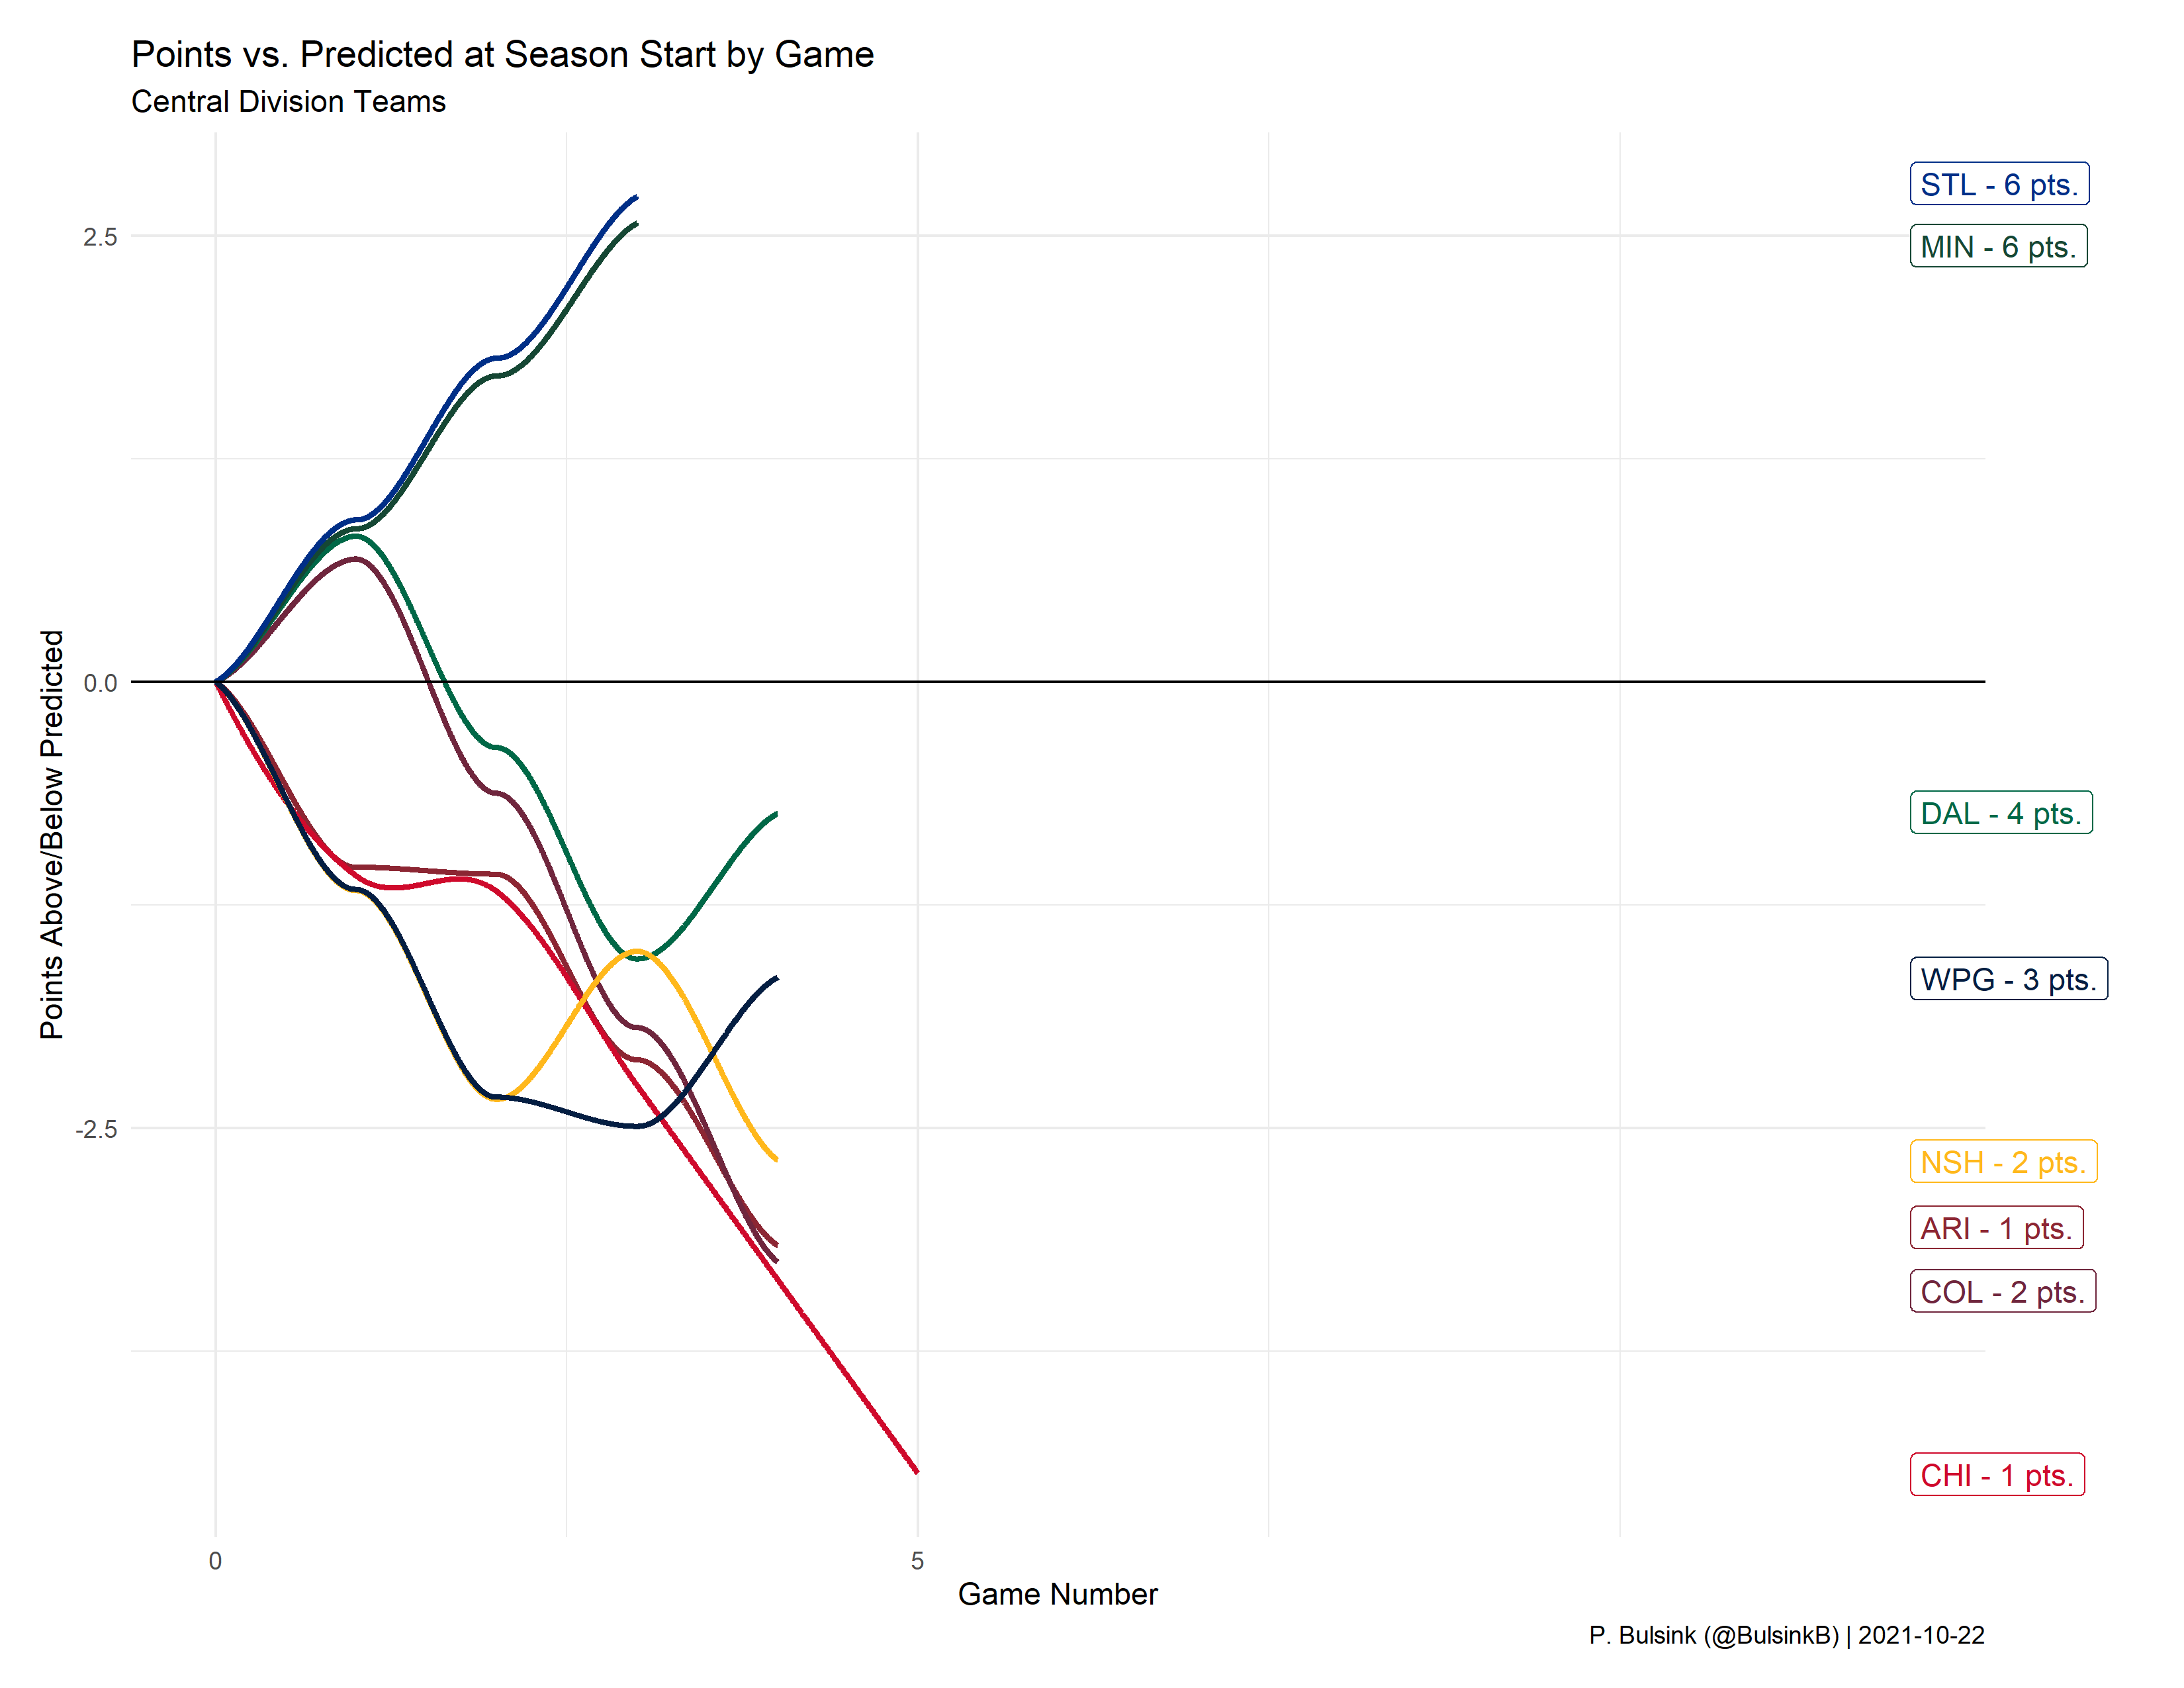 Points vs. Predicted at Season Start by Game
Central Division Teams
STL - 6 pts.
2.5
MIN - 6 pts.
0.0
Points Above/Below Predicted
DAL - 4 pts.
WPG - 3 pts.
-2.5
NSH - 2 pts.
ARI - 1 pts.
COL - 2 pts.
CHI - 1 pts.
0
5
Game Number
P. Bulsink (@BulsinkB) | 2021-10-22